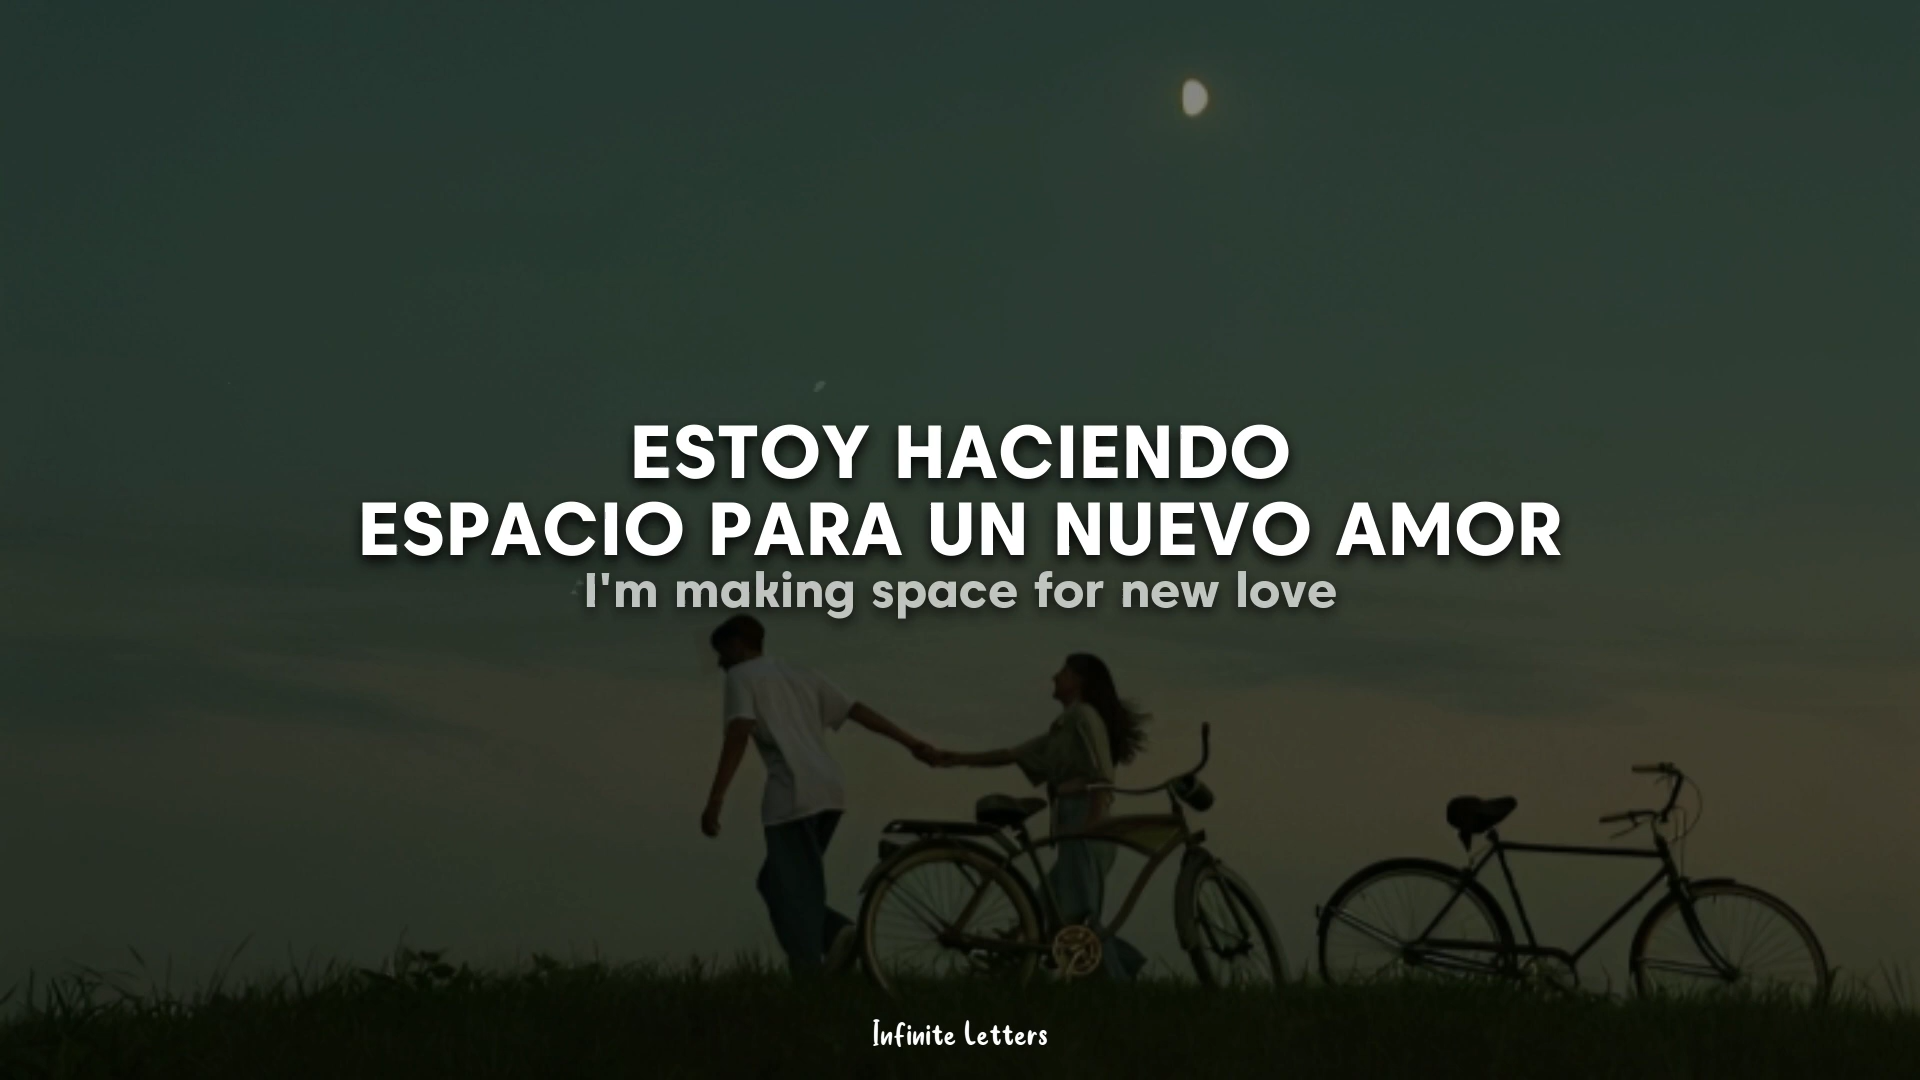 ESTOY HACIENDO
ESPACIO PARA UN NUEVO AMOR
I'm making space for new love
Infinite Letters